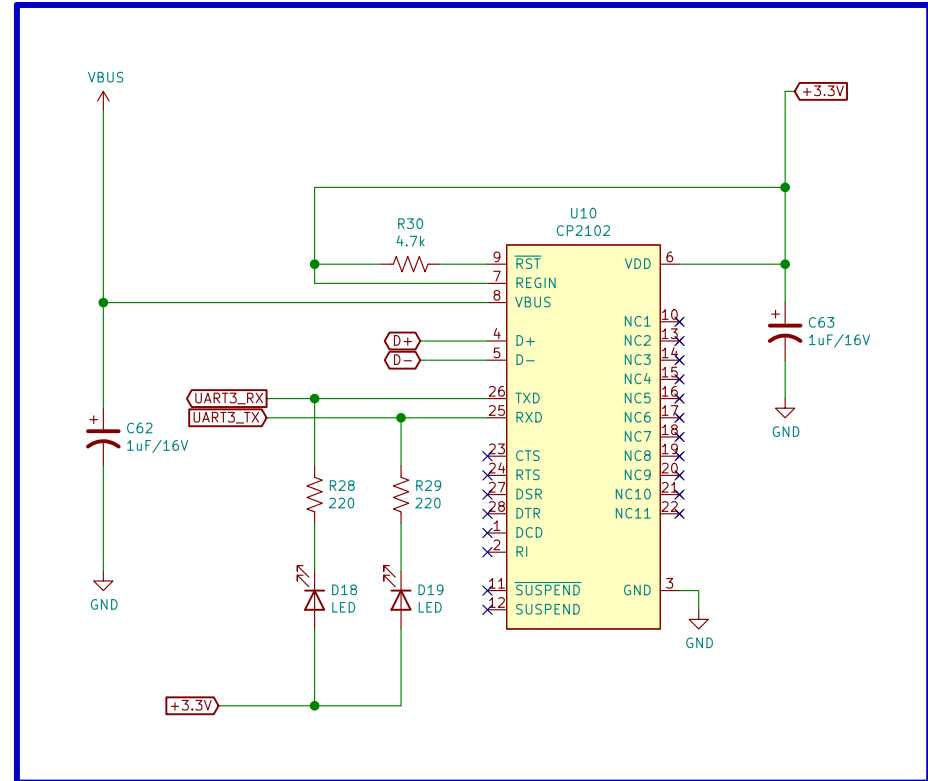 VBUS
+3.3V
U10
CP2102
R30
4.7k
9
RST
VDD
6
7
REGIN
8
VBUS
NC1
10
C63
1uF/16V
4
D+
D+
NC2
13
D-
5
D-
NC3
14
NC4
15
UART3_RX
26
TXD
NC5
16
UART3_TX
25
RXD
NC6
17
C62
1uF/16V
GND
NC7
18
23
CTS
NC8
19
24
RTS
NC9
20
R28
220
R29
220
27
DSR
NC10
21
28
DTR
NC11
22
1
DCD
2
RI
GND
D18
LED
D19
LED
11
SUSPEND
GND
3
12
SUSPEND
GND
+3.3V